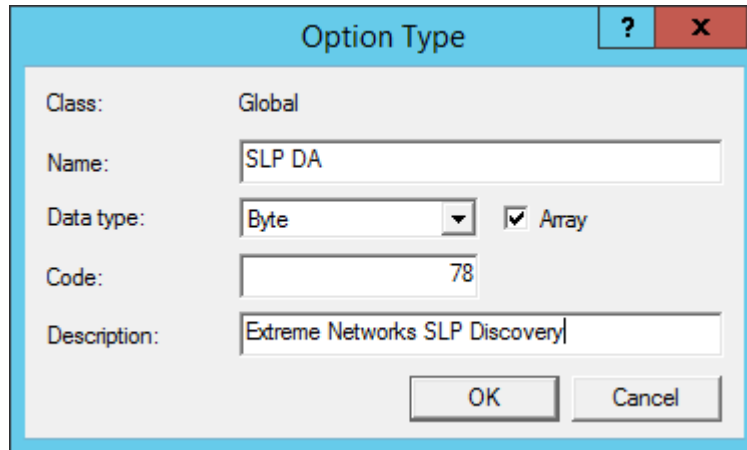 Option Type
?
x
Class: Global
Name: SLP DA
Data type: Byte Array
Code: 78
Description: Extreme Networks SLP Discovery
OK Cancel